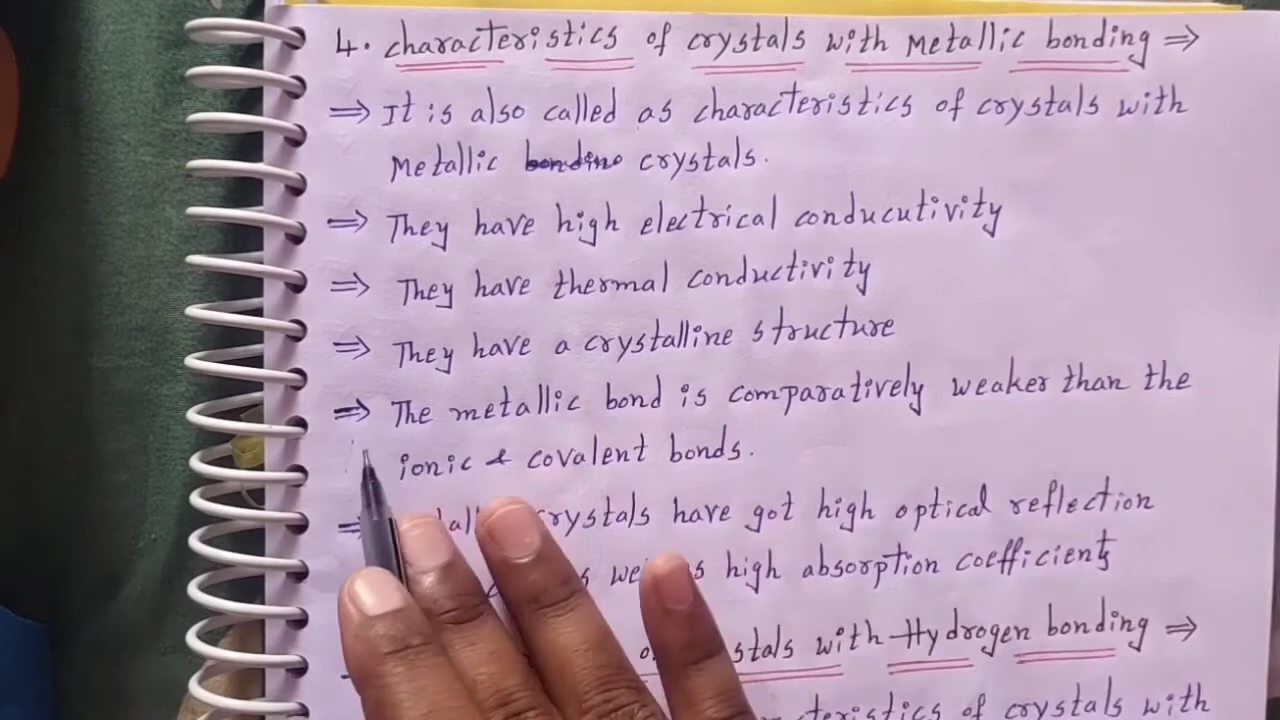 4. characteristics of crystals with Metallic bonding ⇒
⇒ It is also called as characteristics of crystals with
Metallic crystals.
⇒ They have high electrical conducutivity
⇒ They have thermal conductivity
⇒ They have a crystalline structure
⇒ The metallic bond is comparatively weaker than the
ionic & covalent bonds.
⇒ crystals have got high optical reflection
high absorption coefficients
with Hydrogen bonding ⇒
of crystals with